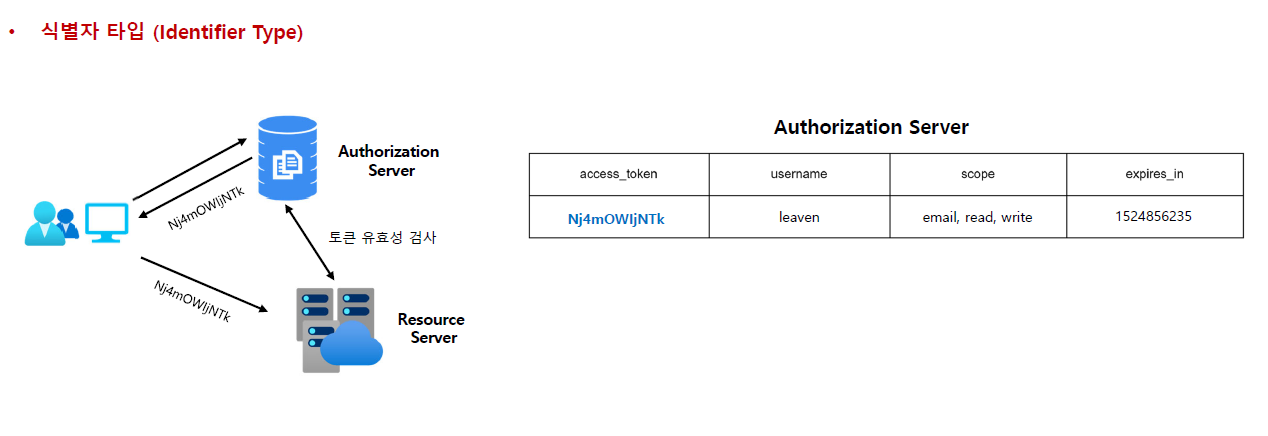 • 식별자 타입 (Identifier Type)
Authorization
Server
Nj4mOWIjNTk
토큰 유효성 검사
Nj4mOWIjNTk
Resource
Server
Authorization Server
access_token username scope expires_in
Nj4mOWIjNTk leaven email, read, write 1524856235